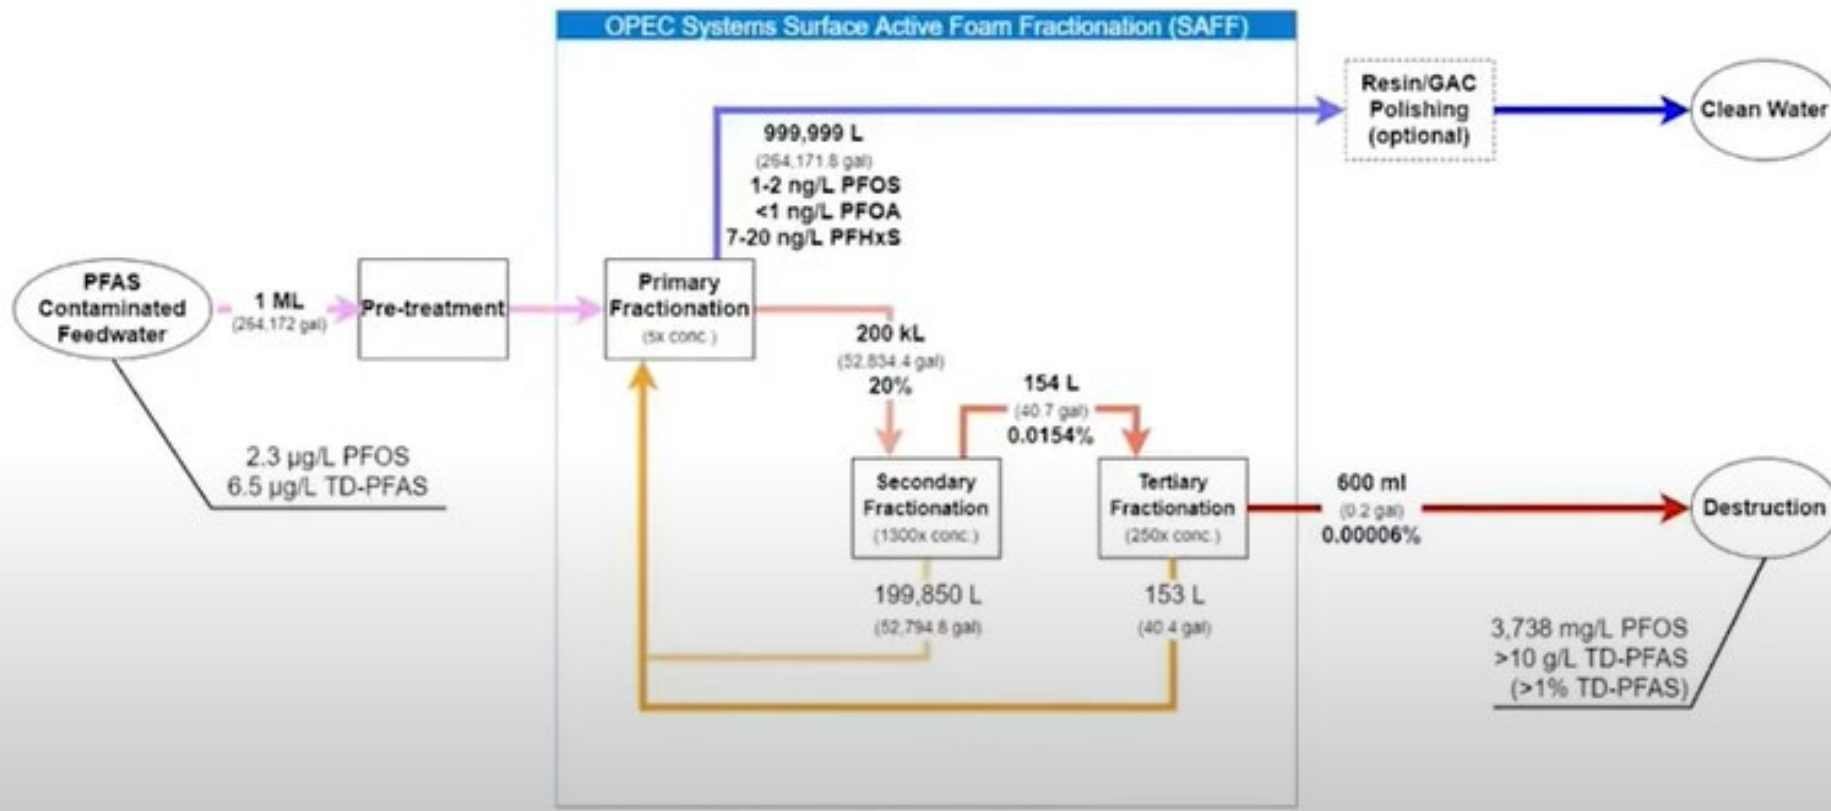 OPEC Systems Surface Active Foam Fractionation (SAFF)
Resin/GAC
Polishing
(optional)
Clean Water
999,999 L
(264,171.8 gal)
1-2 ng/L PFOS
<1 ng/L PFOA
7-20 ng/L PFHxS
PFAS
Contaminated
Feedwater
1 ML
(264,172 gal)
Pre-treatment
Primary
Fractionation
(5x conc.)
200 kL
(52,834.4 gal)
20%
154 L
(40.7 gal)
0.0154%
2.3 µg/L PFOS
6.5 µg/L TD-PFAS
Secondary
Fractionation
(1300x conc.)
Tertiary
Fractionation
(250x conc.)
600 ml
(0.2 gal)
0.00006%
Destruction
199,850 L
(52,794.8 gal)
153 L
(40.4 gal)
3,738 mg/L PFOS
>10 g/L TD-PFAS
(>1% TD-PFAS)